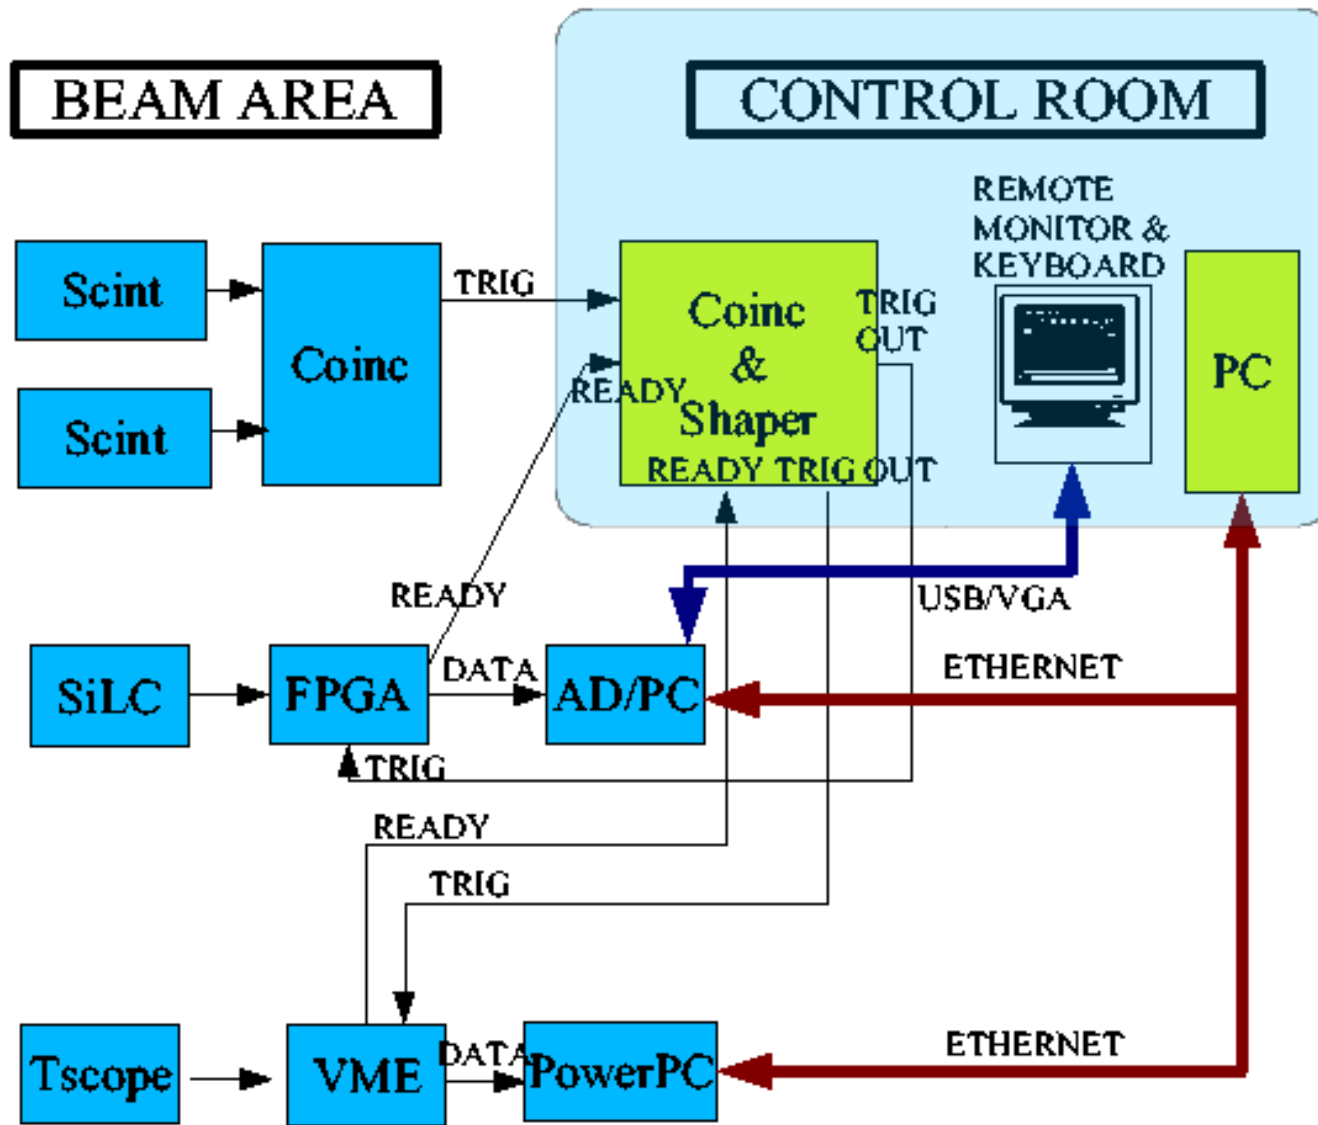 BEAM AREA
CONTROL ROOM
REMOTE
MONITOR &
KEYBOARD
Scint
Scint
Coinc
TRIG
Coinc
&
Shaper
TRIG
OUT
READY
READY TRIG OUT
PC
READY
USB/VGA
SiLC
FPGA
DATA
AD/PC
ETHERNET
TRIG
READY
TRIG
Tscope
VME
DATA
PowerPC
ETHERNET